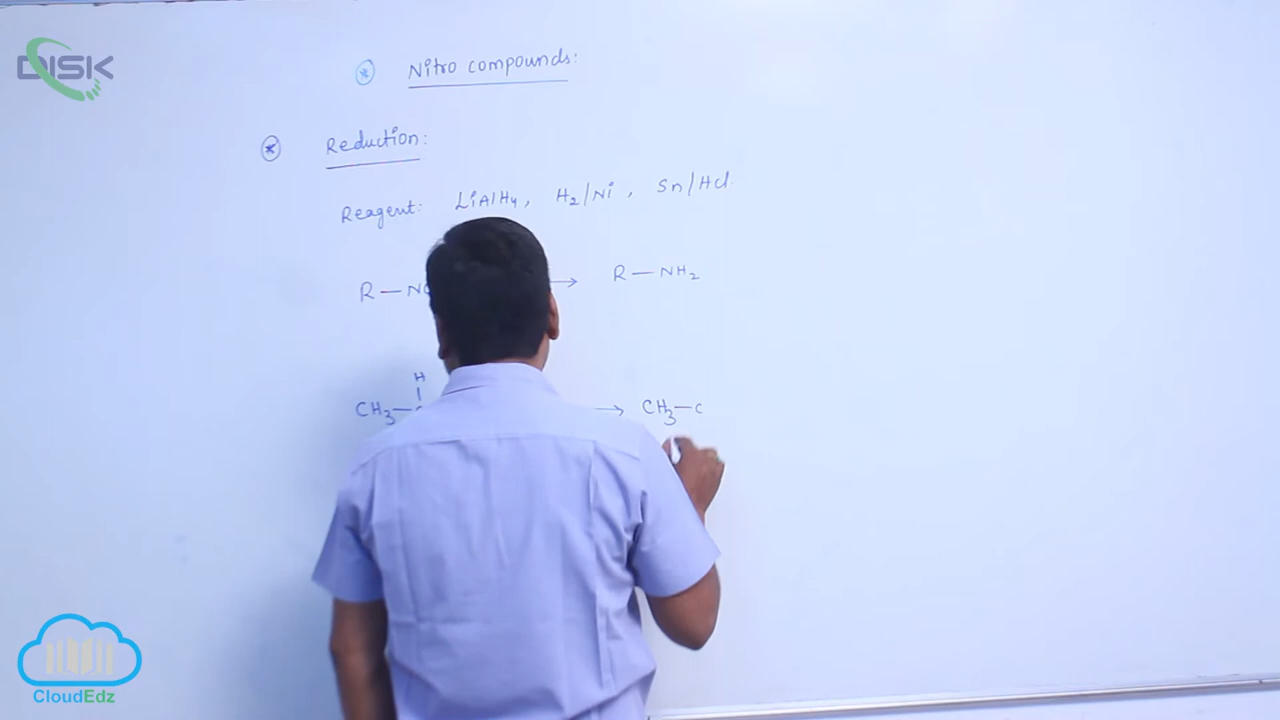 DISK
* Nitro compounds:
* Reduction:
Reagent: LiAlH4, H2/Ni, Sn/HCl.
R — N → R — NH2
H
|
CH3 — → CH3 — C
CloudEdz